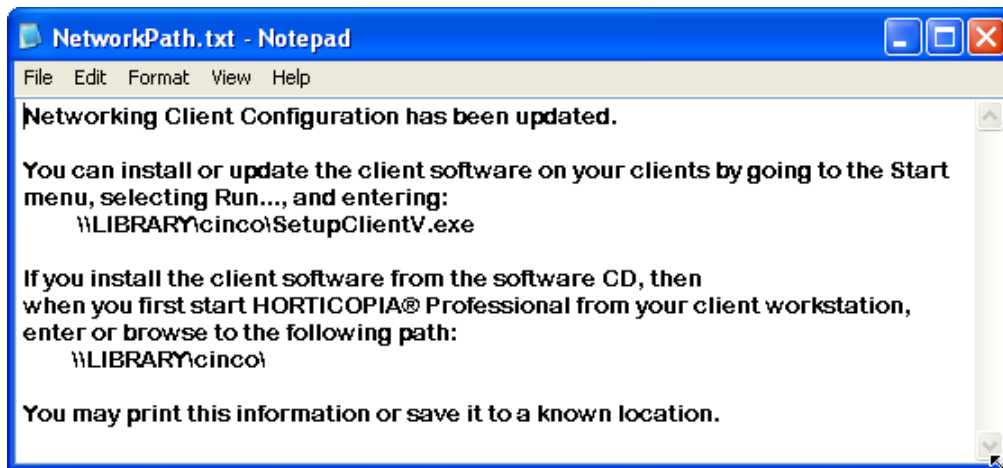 NetworkPath.txt - Notepad
File Edit Format View Help
Networking Client Configuration has been updated.
You can install or update the client software on your clients by going to the Start
menu, selecting Run..., and entering:
\\LIBRARY\cinco\SetupClientV.exe
If you install the client software from the software CD, then
when you first start HORTICOPIA® Professional from your client workstation,
enter or browse to the following path:
\\LIBRARY\cinco\
You may print this information or save it to a known location.